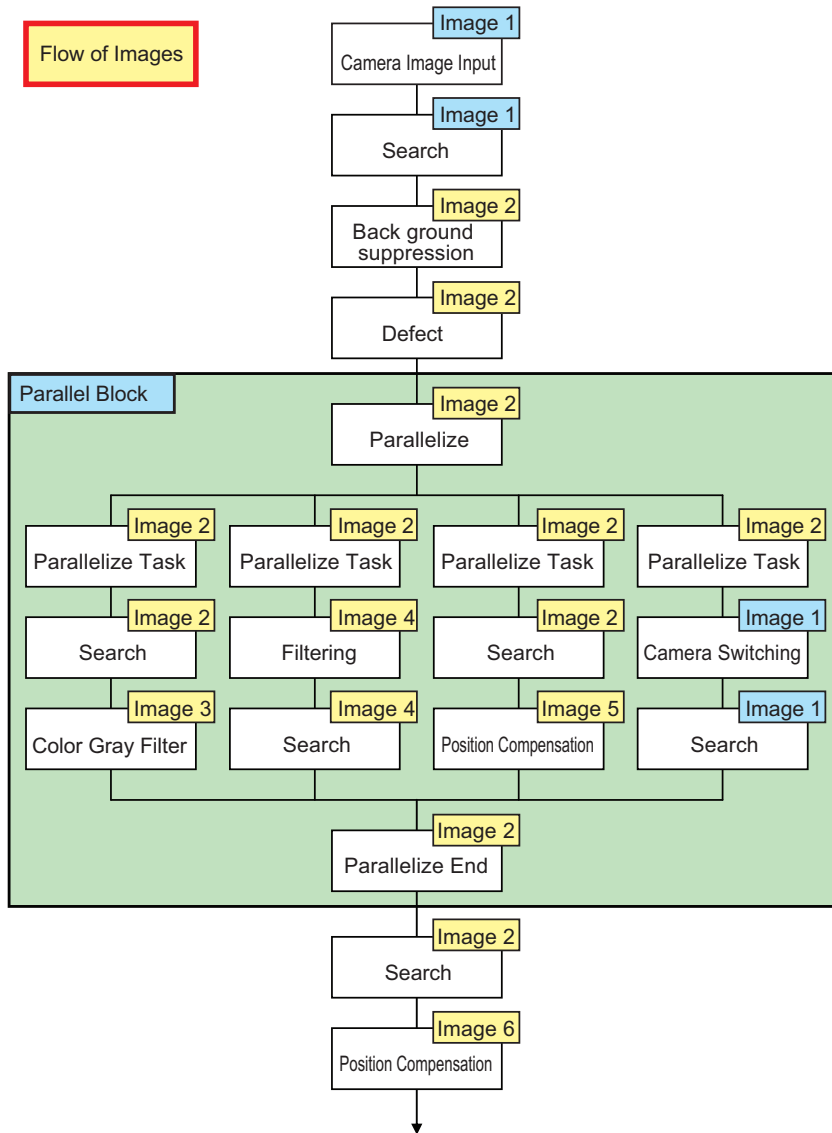 Flow of Images
Image 1
Camera Image Input
Image 1
Search
Image 2
Back ground
suppression
Image 2
Defect
Parallel Block
Image 2
Parallelize
Image 2
Image 2
Image 2
Image 2
Parallelize Task
Parallelize Task
Parallelize Task
Parallelize Task
Image 2
Image 4
Image 2
Image 1
Search
Filtering
Search
Camera Switching
Image 3
Image 4
Image 5
Image 1
Color Gray Filter
Search
Position Compensation
Search
Image 2
Parallelize End
Image 2
Search
Image 6
Position Compensation